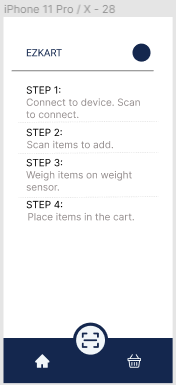 iPhone 11 Pro / X - 28
EZKART
STEP 1:
Connect to device. Scan
to connect.
STEP 2:
Scan items to add.
STEP 3:
Weigh items on weight
sensor.
STEP 4:
Place items in the cart.